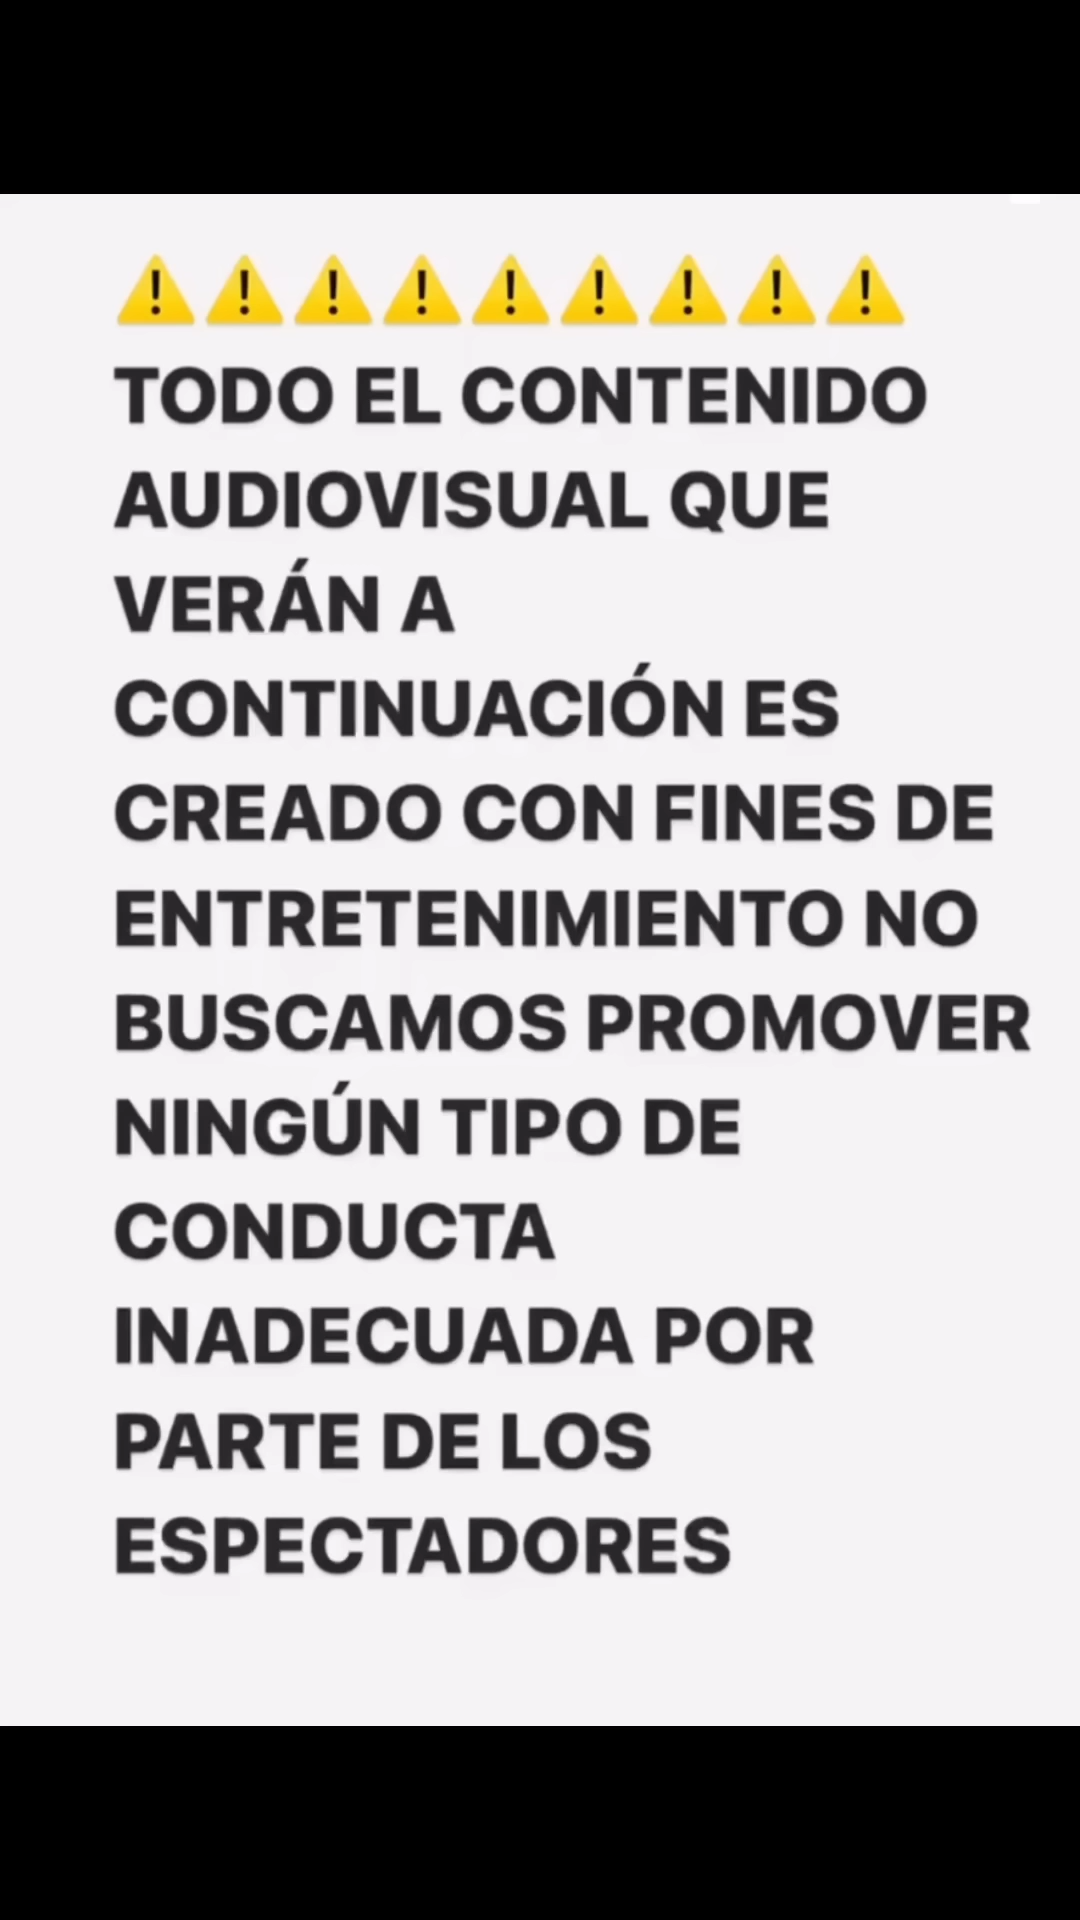 ⚠️⚠️⚠️⚠️⚠️⚠️⚠️⚠️⚠️
TODO EL CONTENIDO
AUDIOVISUAL QUE
VERÁN A
CONTINUACIÓN ES
CREADO CON FINES DE
ENTRETENIMIENTO NO
BUSCAMOS PROMOVER
NINGÚN TIPO DE
CONDUCTA
INADECUADA POR
PARTE DE LOS
ESPECTADORES